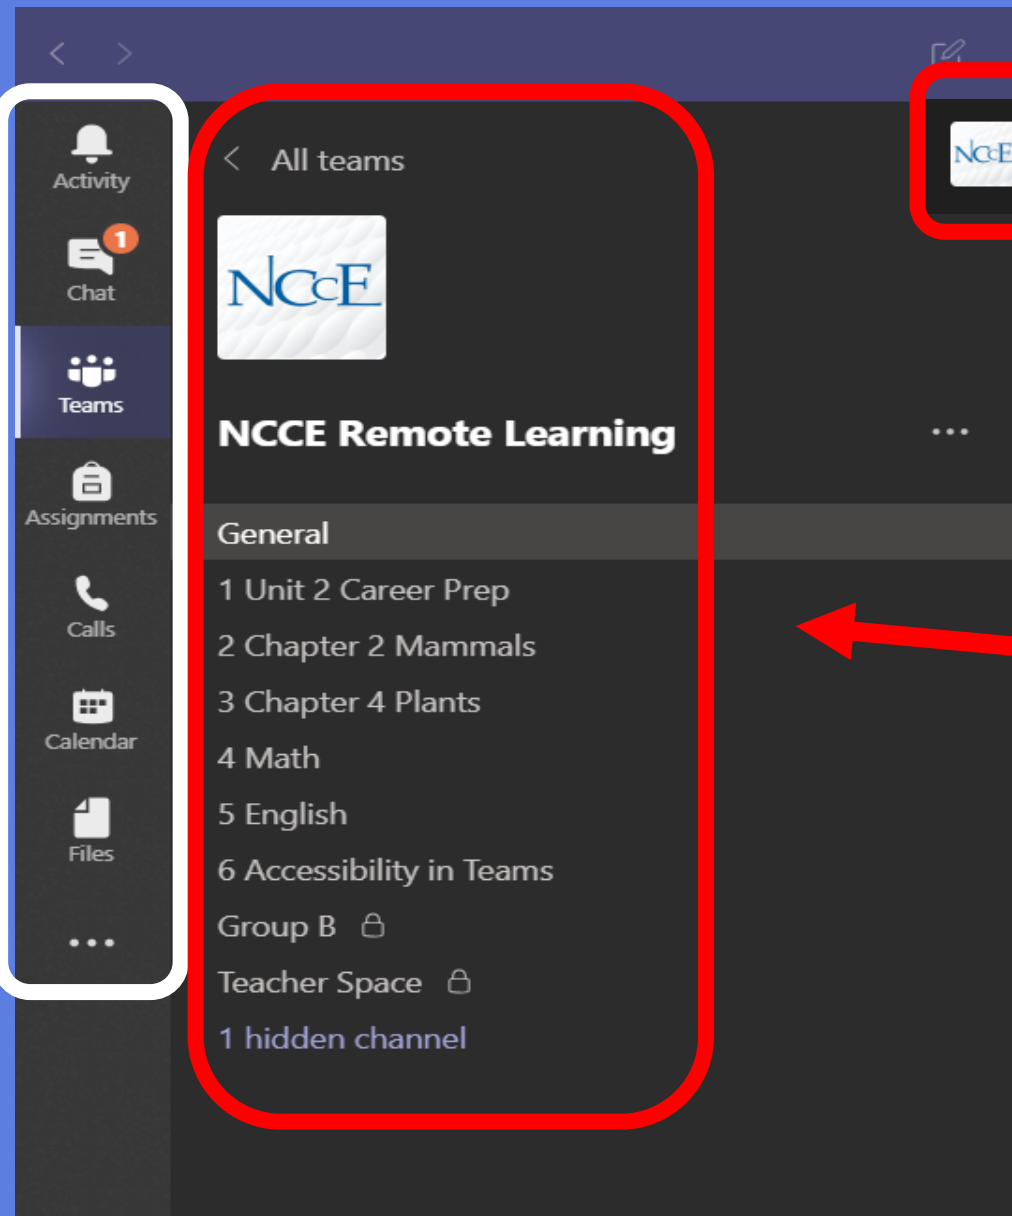 Activity
1
Chat
Teams
Assignments
Calls
Calendar
Files
All teams
NCCE
NCCE Remote Learning
General
1 Unit 2 Career Prep
2 Chapter 2 Mammals
3 Chapter 4 Plants
4 Math
5 English
6 Accessibility in Teams
Group B
Teacher Space
1 hidden channel
NCCE